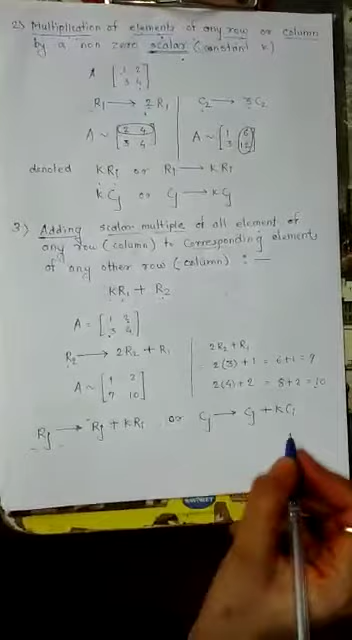 2) Multiplication of elements of any row or column
by a non zero scalar (constant k)
A [1 2
3 4]
R₁ → 2R₁
C₂ → 3C₂
A ~ [2 4
3 4]
A ~ [1 6
3 12]
denoted KRᵢ or Rᵢ → KRᵢ
KCⱼ or Cⱼ → KCⱼ
3.) Adding scalar multiple of all element of
any row (column) to corresponding elements
of any other row (column) : —
KR₁ + R₂
A = [1 2
3 4]
R₂ → 2R₂ + R₁
A ~ [1 2
7 10]
2R₂ + R₁
2(3) + 1 = 6+1 = 7
2(4) + 2 = 8+2 = 10
Rⱼ → Rⱼ + KRᵢ or Cⱼ → Cⱼ + KCᵢ